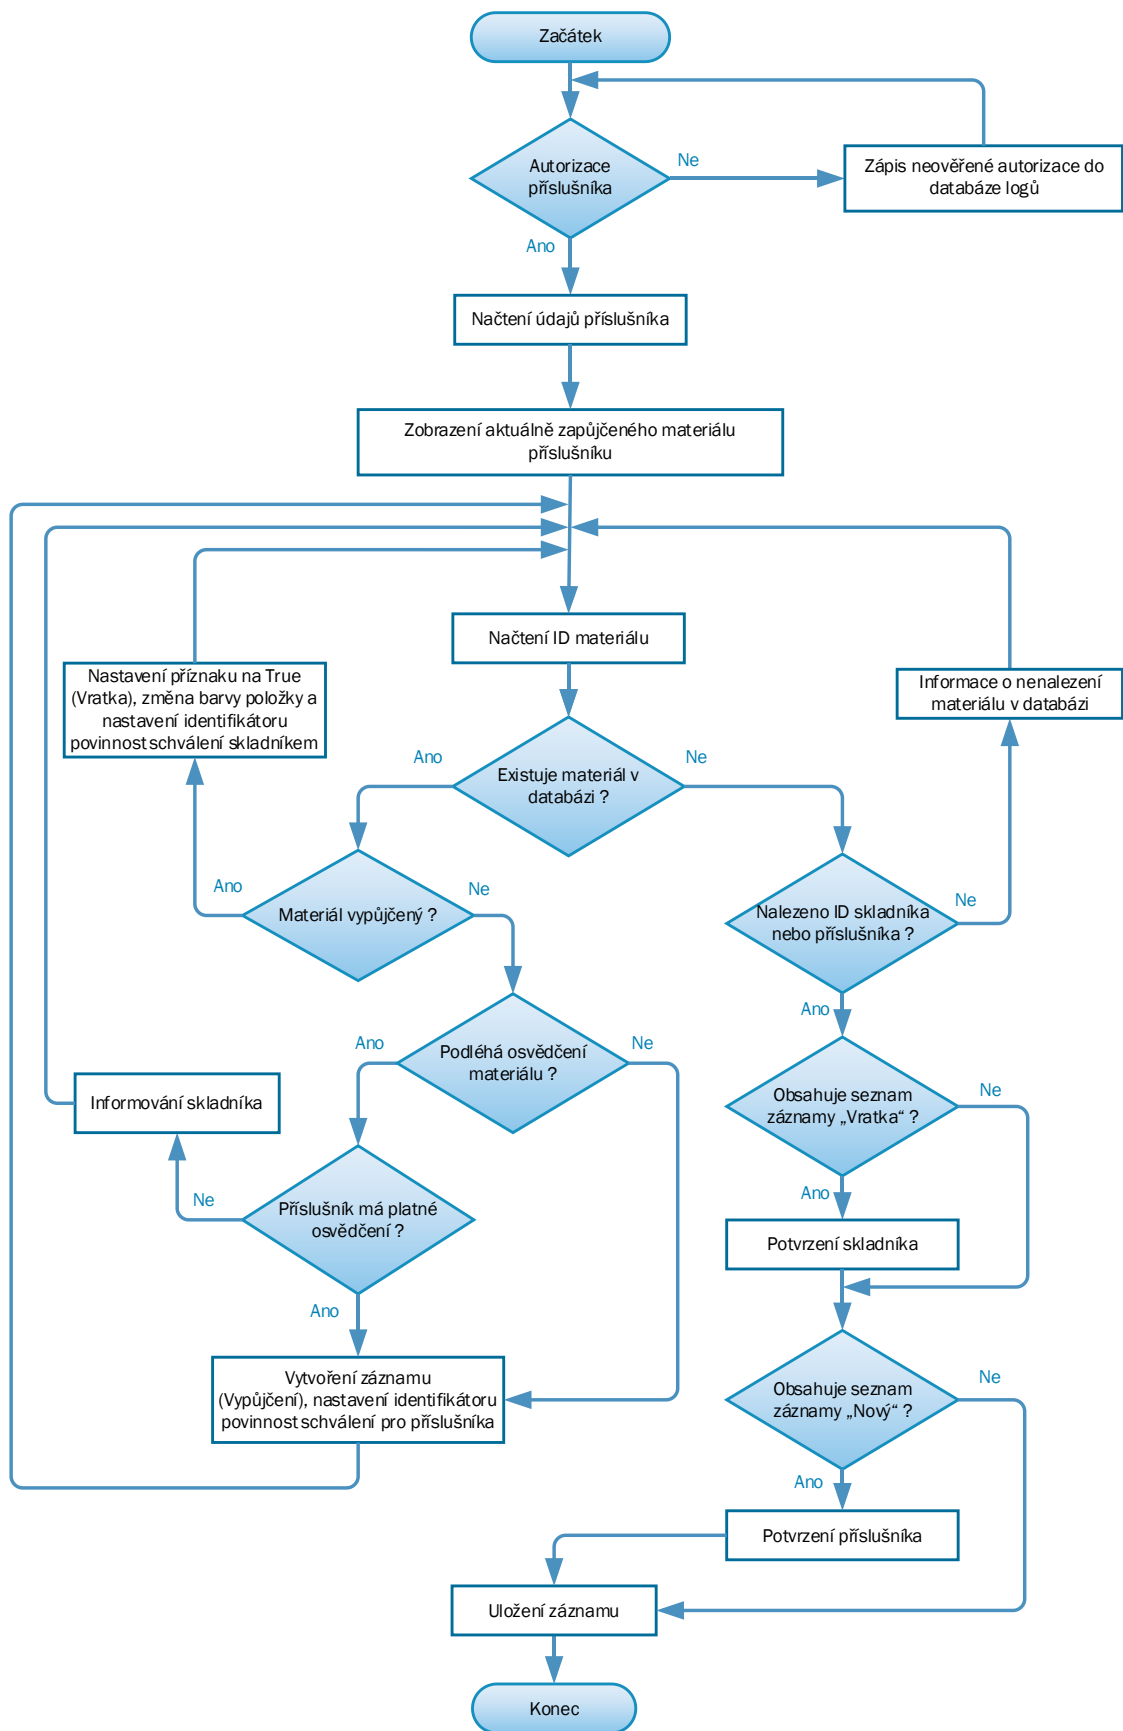 Začátek
Autorizace
příslušníka
Ne
Zápis neověřené autorizace do
databáze logů
Ano
Načtení údajů příslušníka
Zobrazení aktuálně zapůjčeného materiálu
příslušníku
Načtení ID materiálu
Nastavení příznaku na True
(Vratka), změna barvy položky a
nastavení identifikátoru
povinnost schválení skladníkem
Informace o nenalezení
materiálu v databázi
Ano
Existuje materiál v
databázi ?
Ne
Ano
Materiál vypůjčený ?
Ne
Nalezeno ID skladníka
nebo příslušníka ?
Ne
Ano
Ano
Podléhá osvědčení
materiálu ?
Ne
Informování skladníka
Obsahuje seznam
záznamy „Vratka“ ?
Ne
Ano
Ne
Příslušník má platné
osvědčení ?
Potvrzení skladníka
Ano
Vytvoření záznamu
(Vypůjčení), nastavení identifikátoru
povinnost schválení pro příslušníka
Obsahuje seznam
záznamy „Nový“ ?
Ne
Ano
Potvrzení příslušníka
Uložení záznamu
Konec